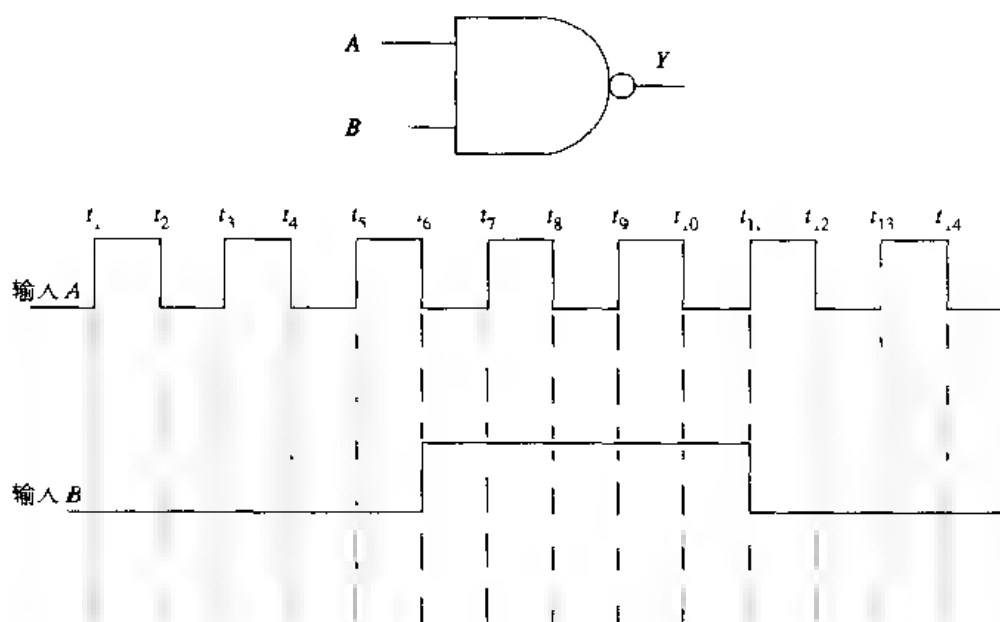 A
Y
B
t₁ t₂ t₃ t₄ t₅ t₆ t₇ t₈ t₉ t₁₀ t₁₁ t₁₂ t₁₃ t₁₄
输入 A
输入 B